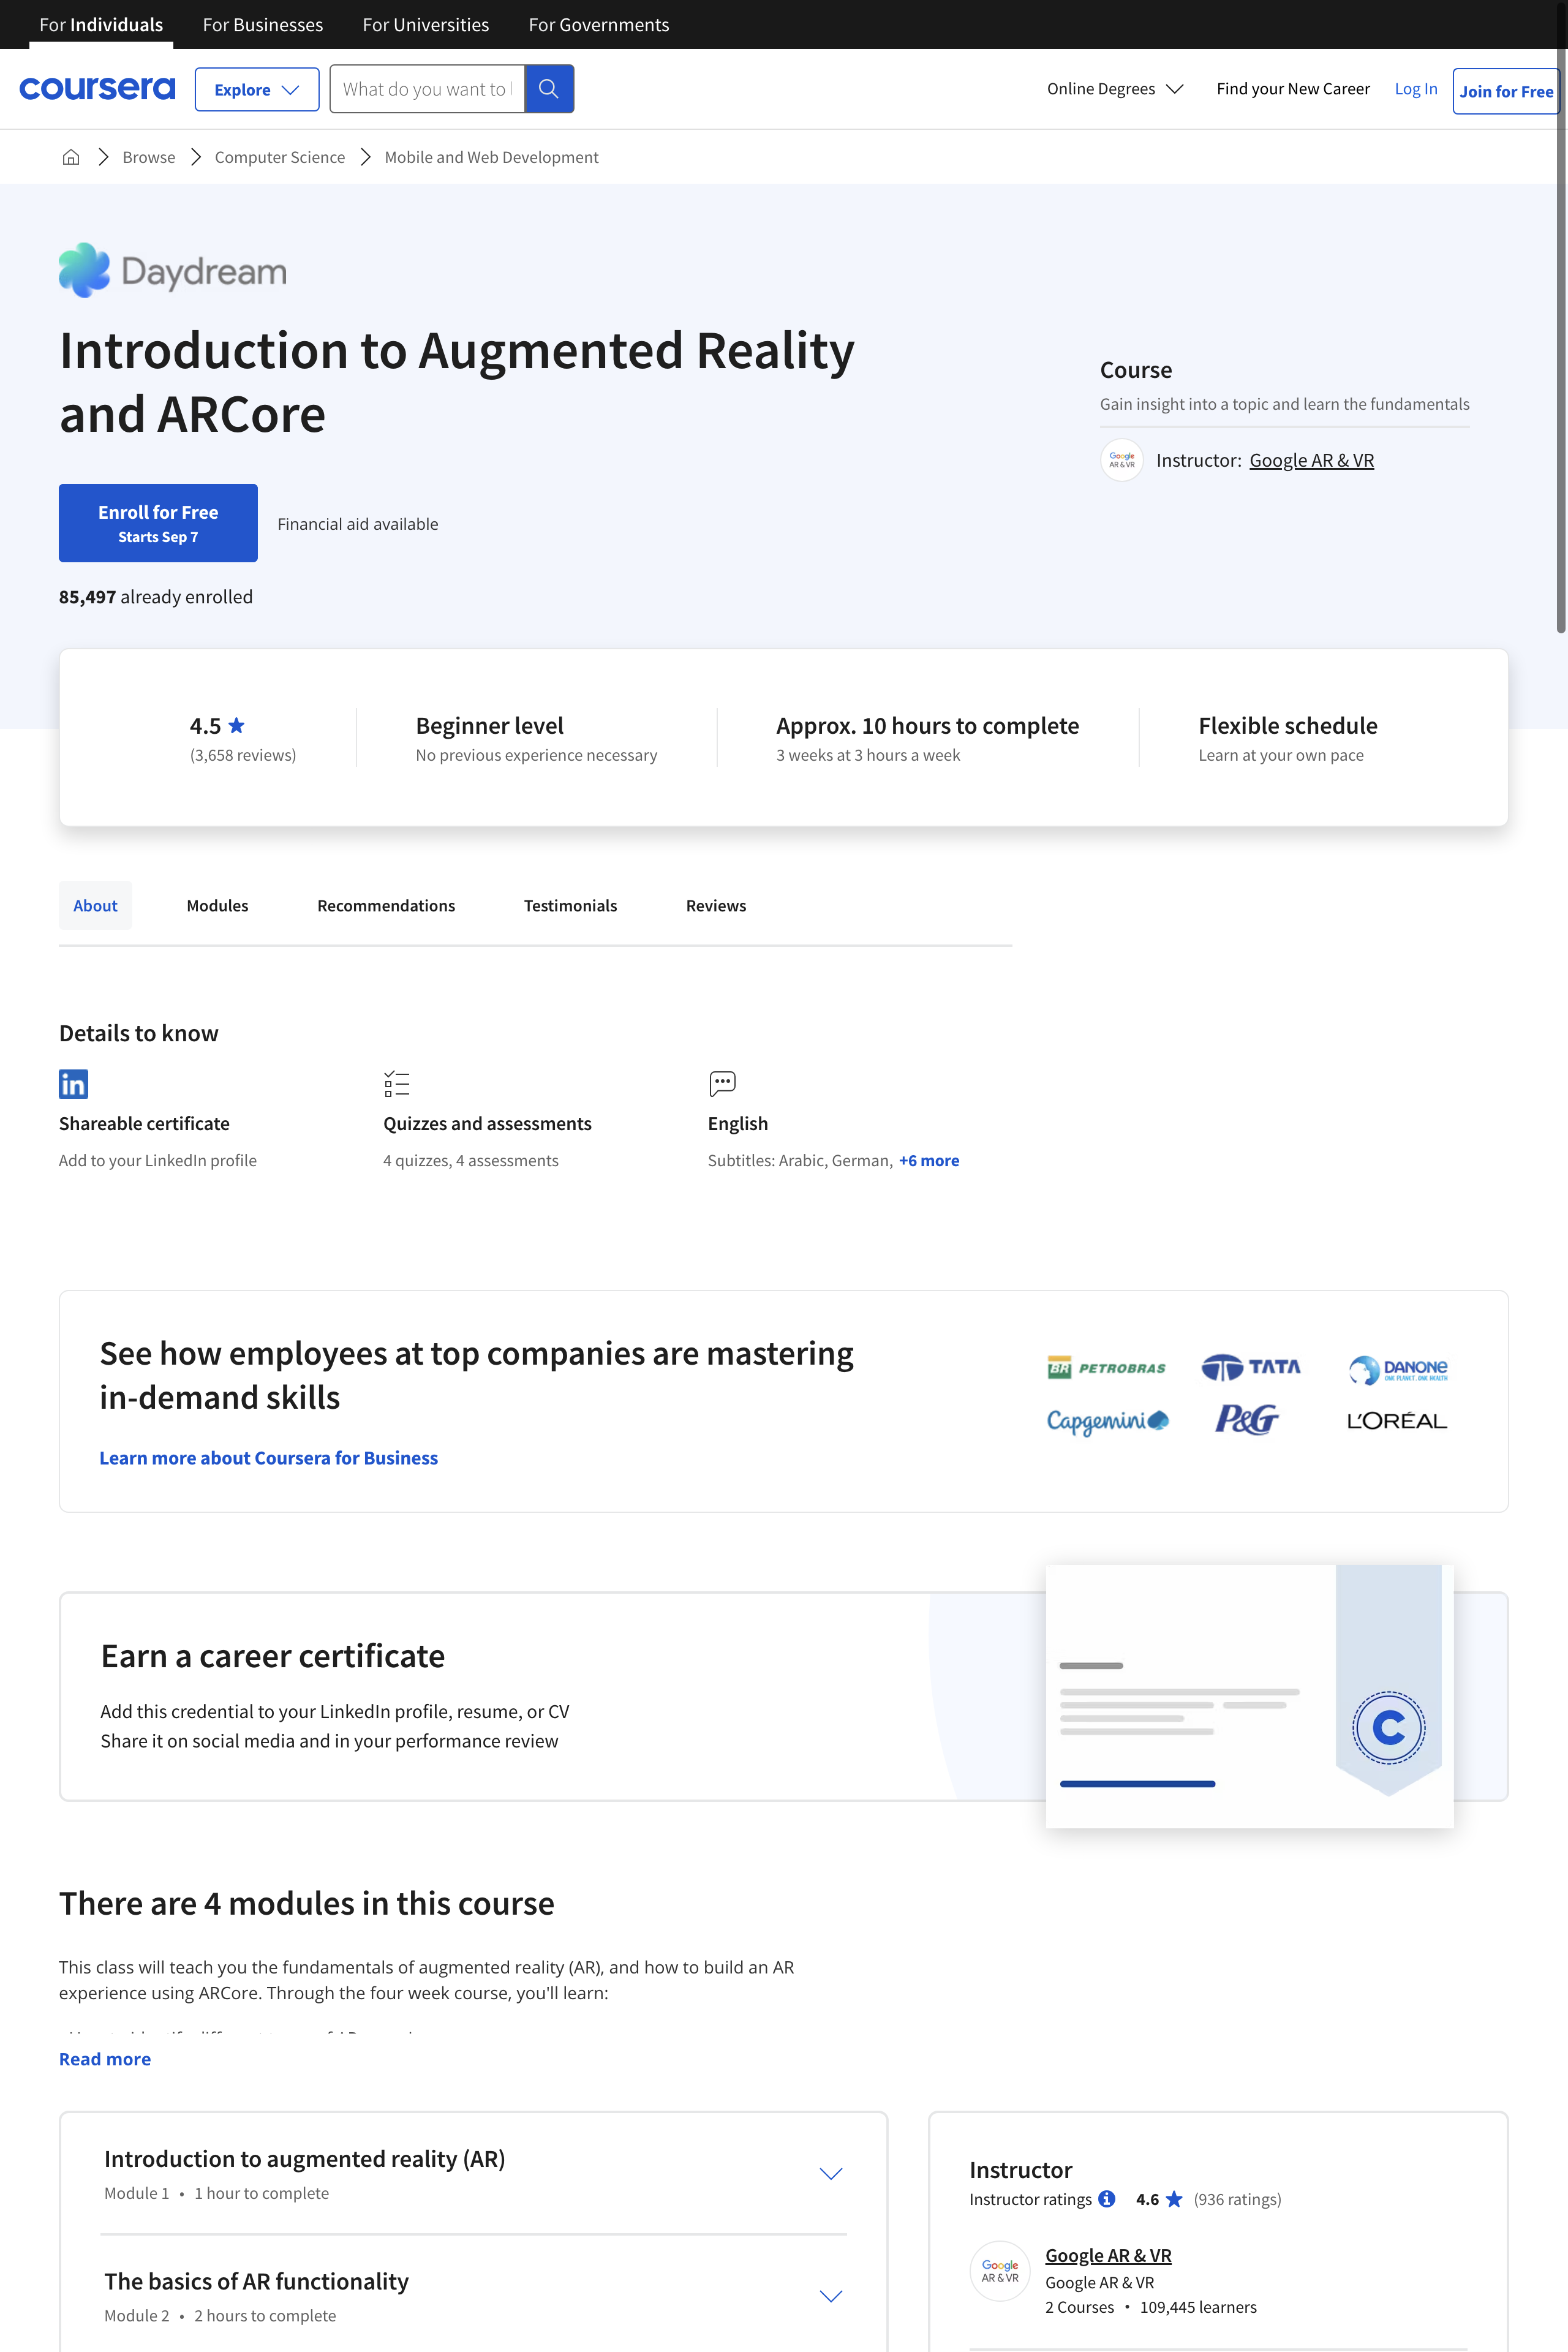 For Individuals
For Businesses
For Universities
For Governments
coursera
Explore
What do you want to
Online Degrees
Find your New Career
Log In
Join for Free
Browse
Computer Science
Mobile and Web Development
Daydream
Introduction to Augmented Reality
and ARCore
Course
Gain insight into a topic and learn the fundamentals
Google
AR & VR
Instructor: Google AR & VR
Enroll for Free
Starts Sep 7
Financial aid available
85,497 already enrolled
4.5
(3,658 reviews)
Beginner level
No previous experience necessary
Approx. 10 hours to complete
3 weeks at 3 hours a week
Flexible schedule
Learn at your own pace
About
Modules
Recommendations
Testimonials
Reviews
Details to know
in
Shareable certificate
Add to your LinkedIn profile
Quizzes and assessments
4 quizzes, 4 assessments
English
Subtitles: Arabic, German, +6 more
See how employees at top companies are mastering
in-demand skills
Learn more about Coursera for Business
BR PETROBRAS
TATA
DANONE
ONE PLANET. ONE HEALTH
Capgemini
P&G
L'ORÉAL
Earn a career certificate
Add this credential to your LinkedIn profile, resume, or CV
Share it on social media and in your performance review
C
There are 4 modules in this course
This class will teach you the fundamentals of augmented reality (AR), and how to build an AR
experience using ARCore. Through the four week course, you'll learn:
Read more
Introduction to augmented reality (AR)
Module 1 • 1 hour to complete
The basics of AR functionality
Module 2 • 2 hours to complete
Instructor
Instructor ratings 4.6 (936 ratings)
Google
AR & VR
Google AR & VR
Google AR & VR
2 Courses • 109,445 learners